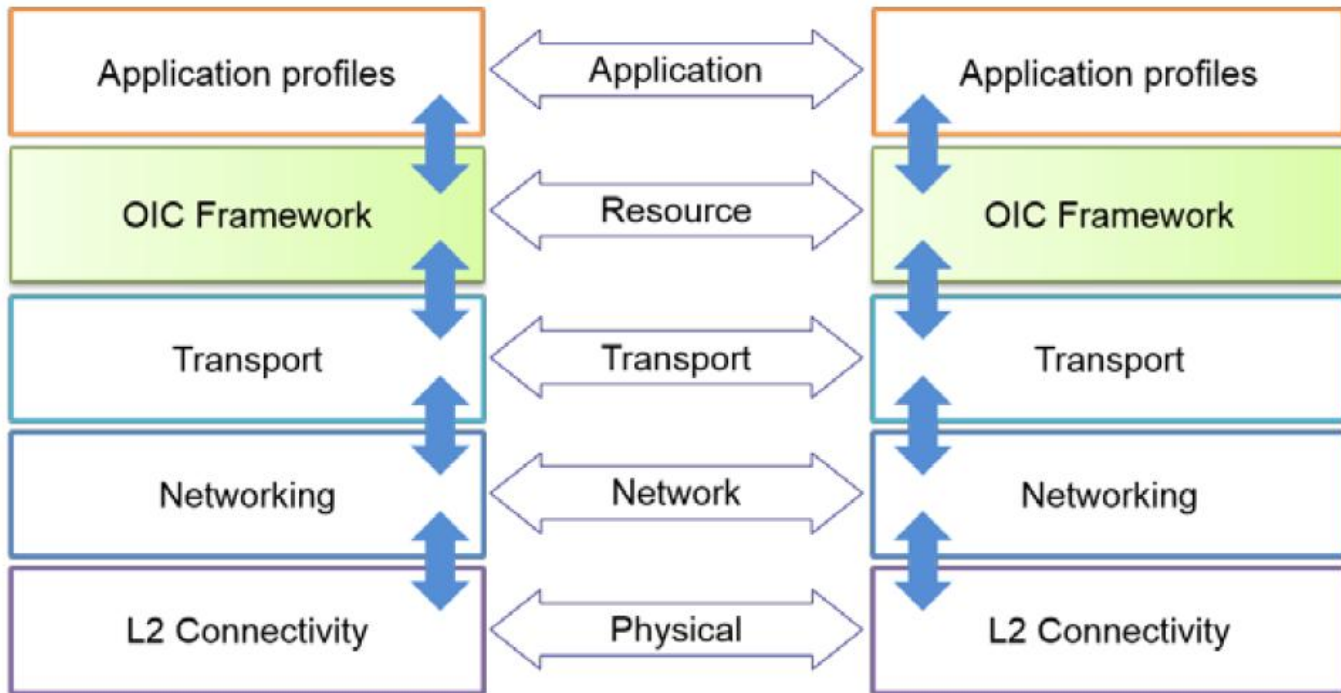 Application profiles
Application
Application profiles
OIC Framework
Resource
OIC Framework
Transport
Transport
Transport
Networking
Network
Networking
L2 Connectivity
Physical
L2 Connectivity